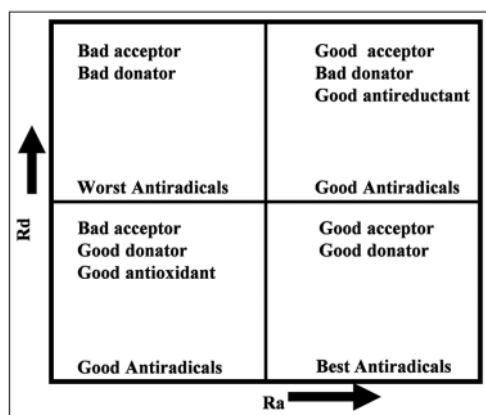 Bad acceptor
Bad donator
Worst Antiradicals
Good acceptor
Bad donator
Good antireductant
Good Antiradicals
Rd
Bad acceptor
Good donator
Good antioxidant
Good Antiradicals
Good acceptor
Good donator
Best Antiradicals
Ra